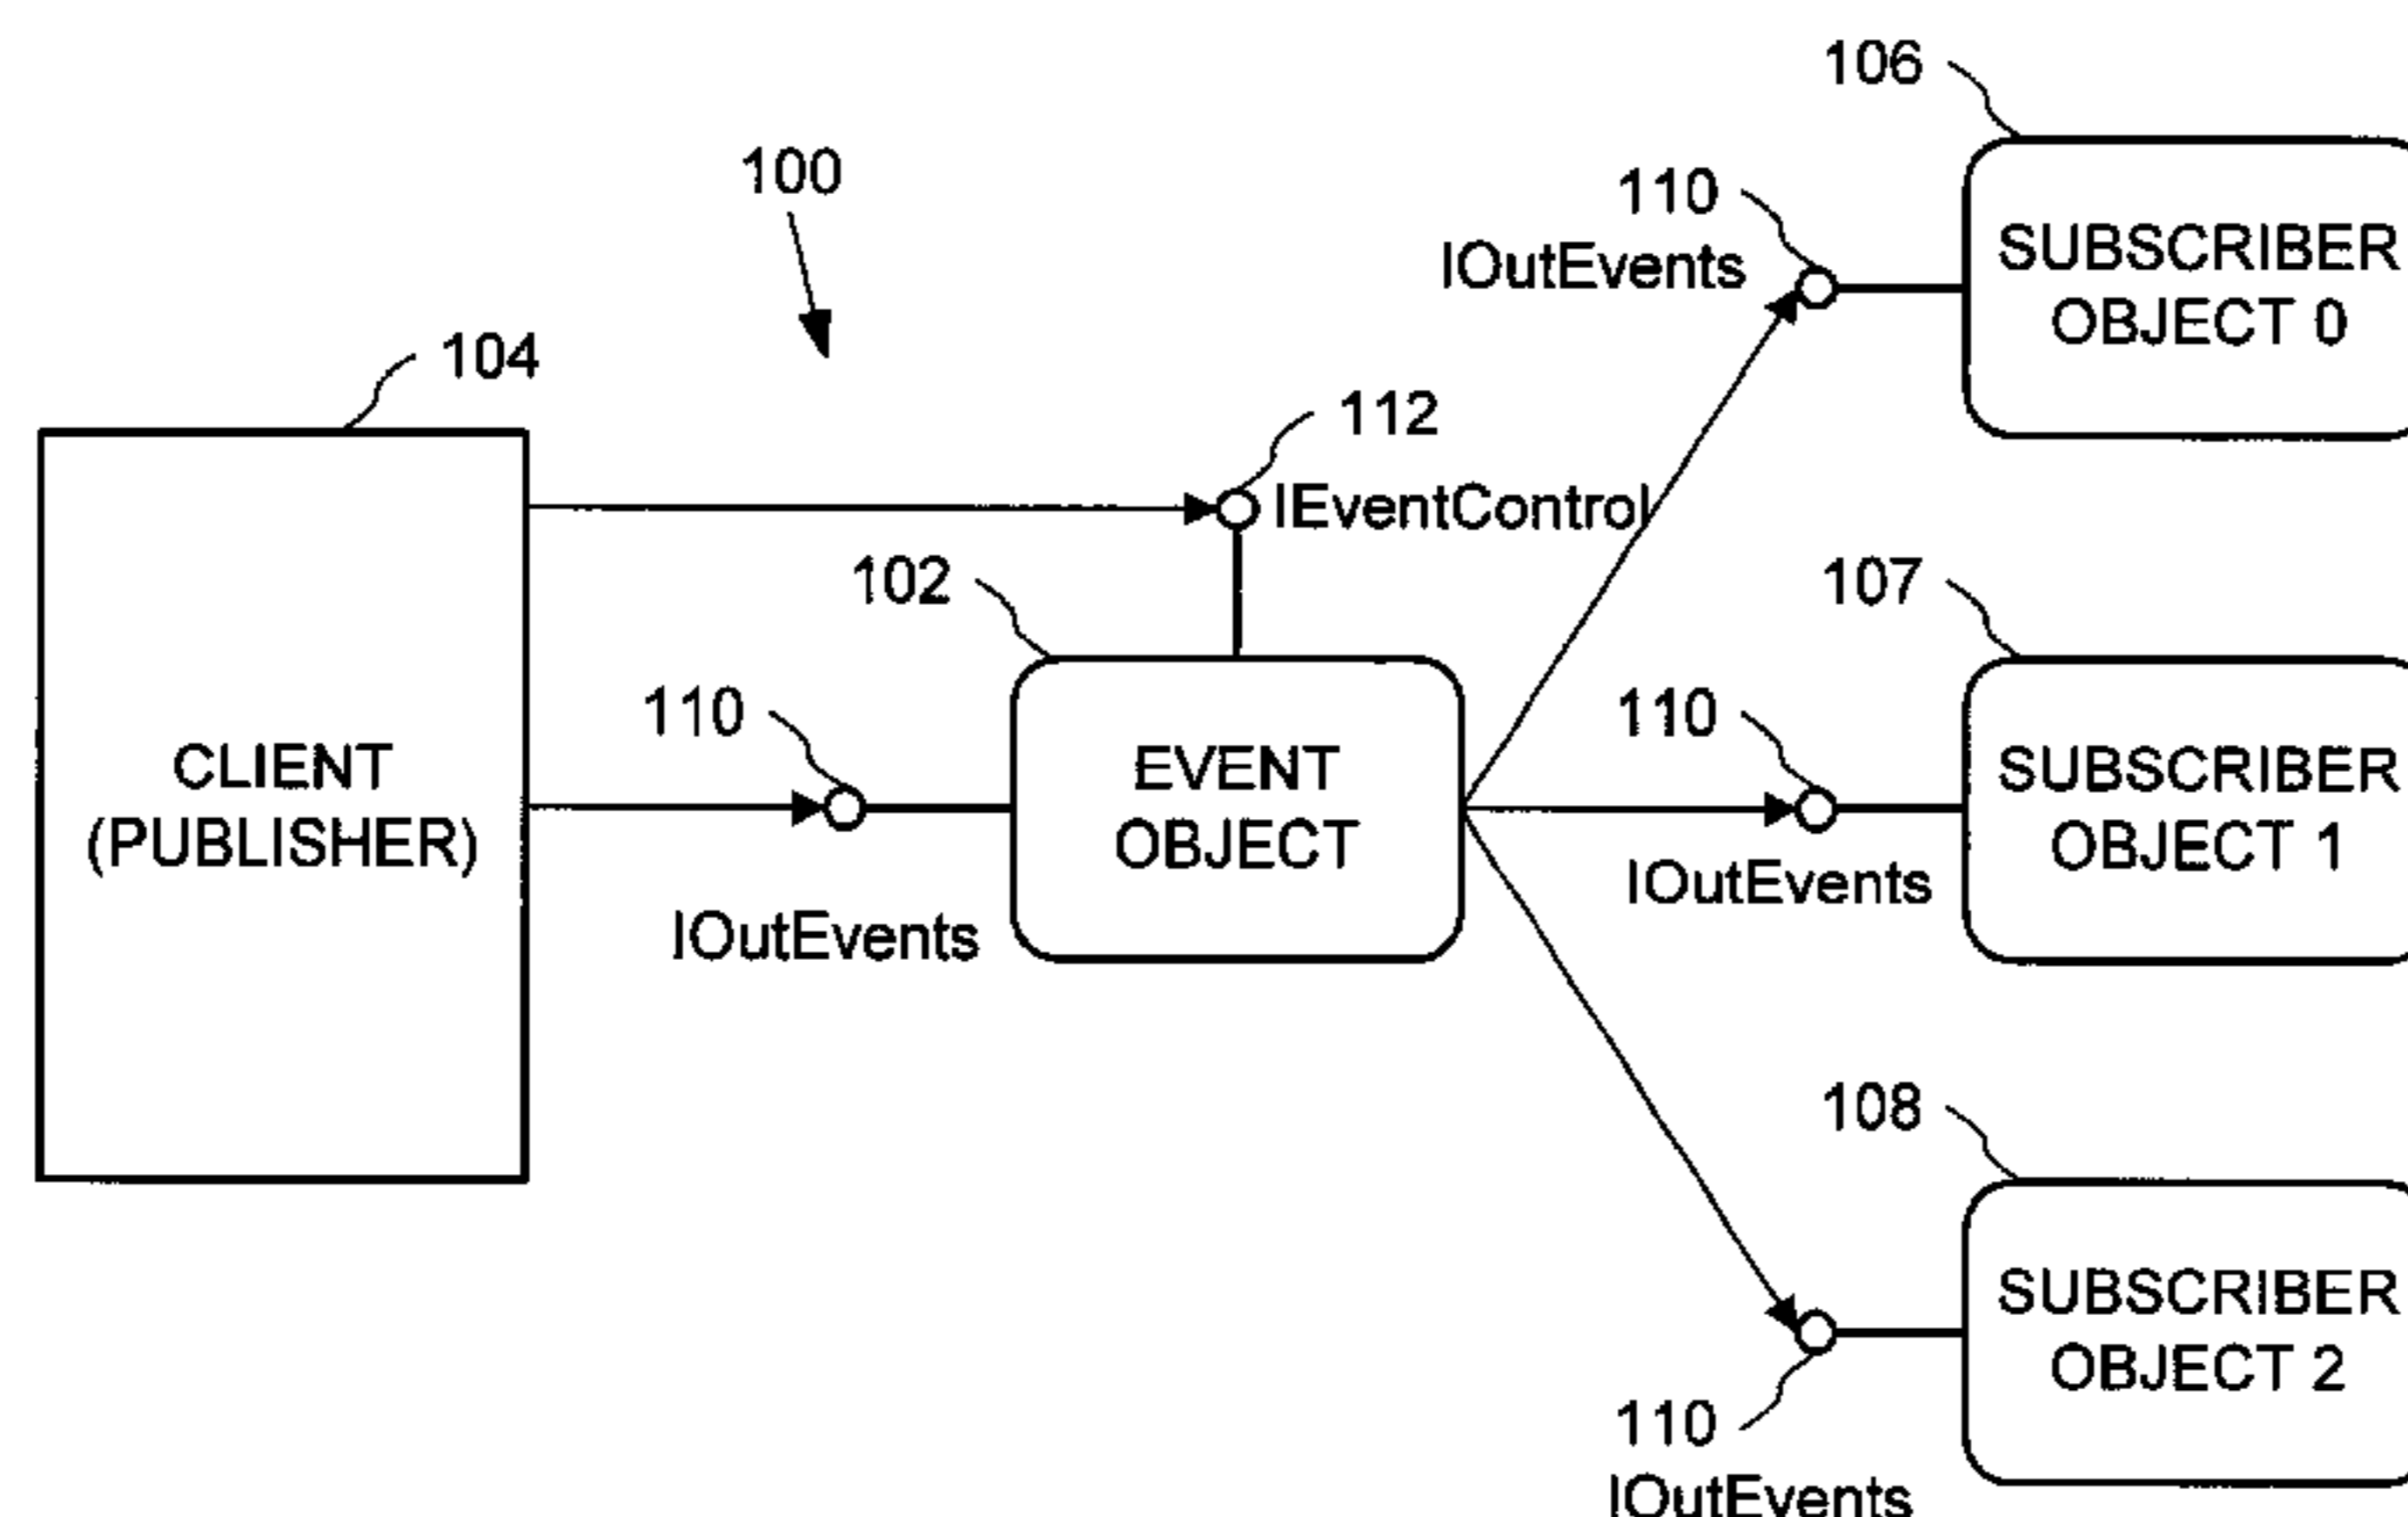 106
100
110
IOutEvents
SUBSCRIBER
OBJECT 0
104
112
IEventControl
102
107
110
110
CLIENT
(PUBLISHER)
EVENT
OBJECT
SUBSCRIBER
OBJECT 1
IOutEvents
IOutEvents
108
SUBSCRIBER
OBJECT 2
110
IOutEvents